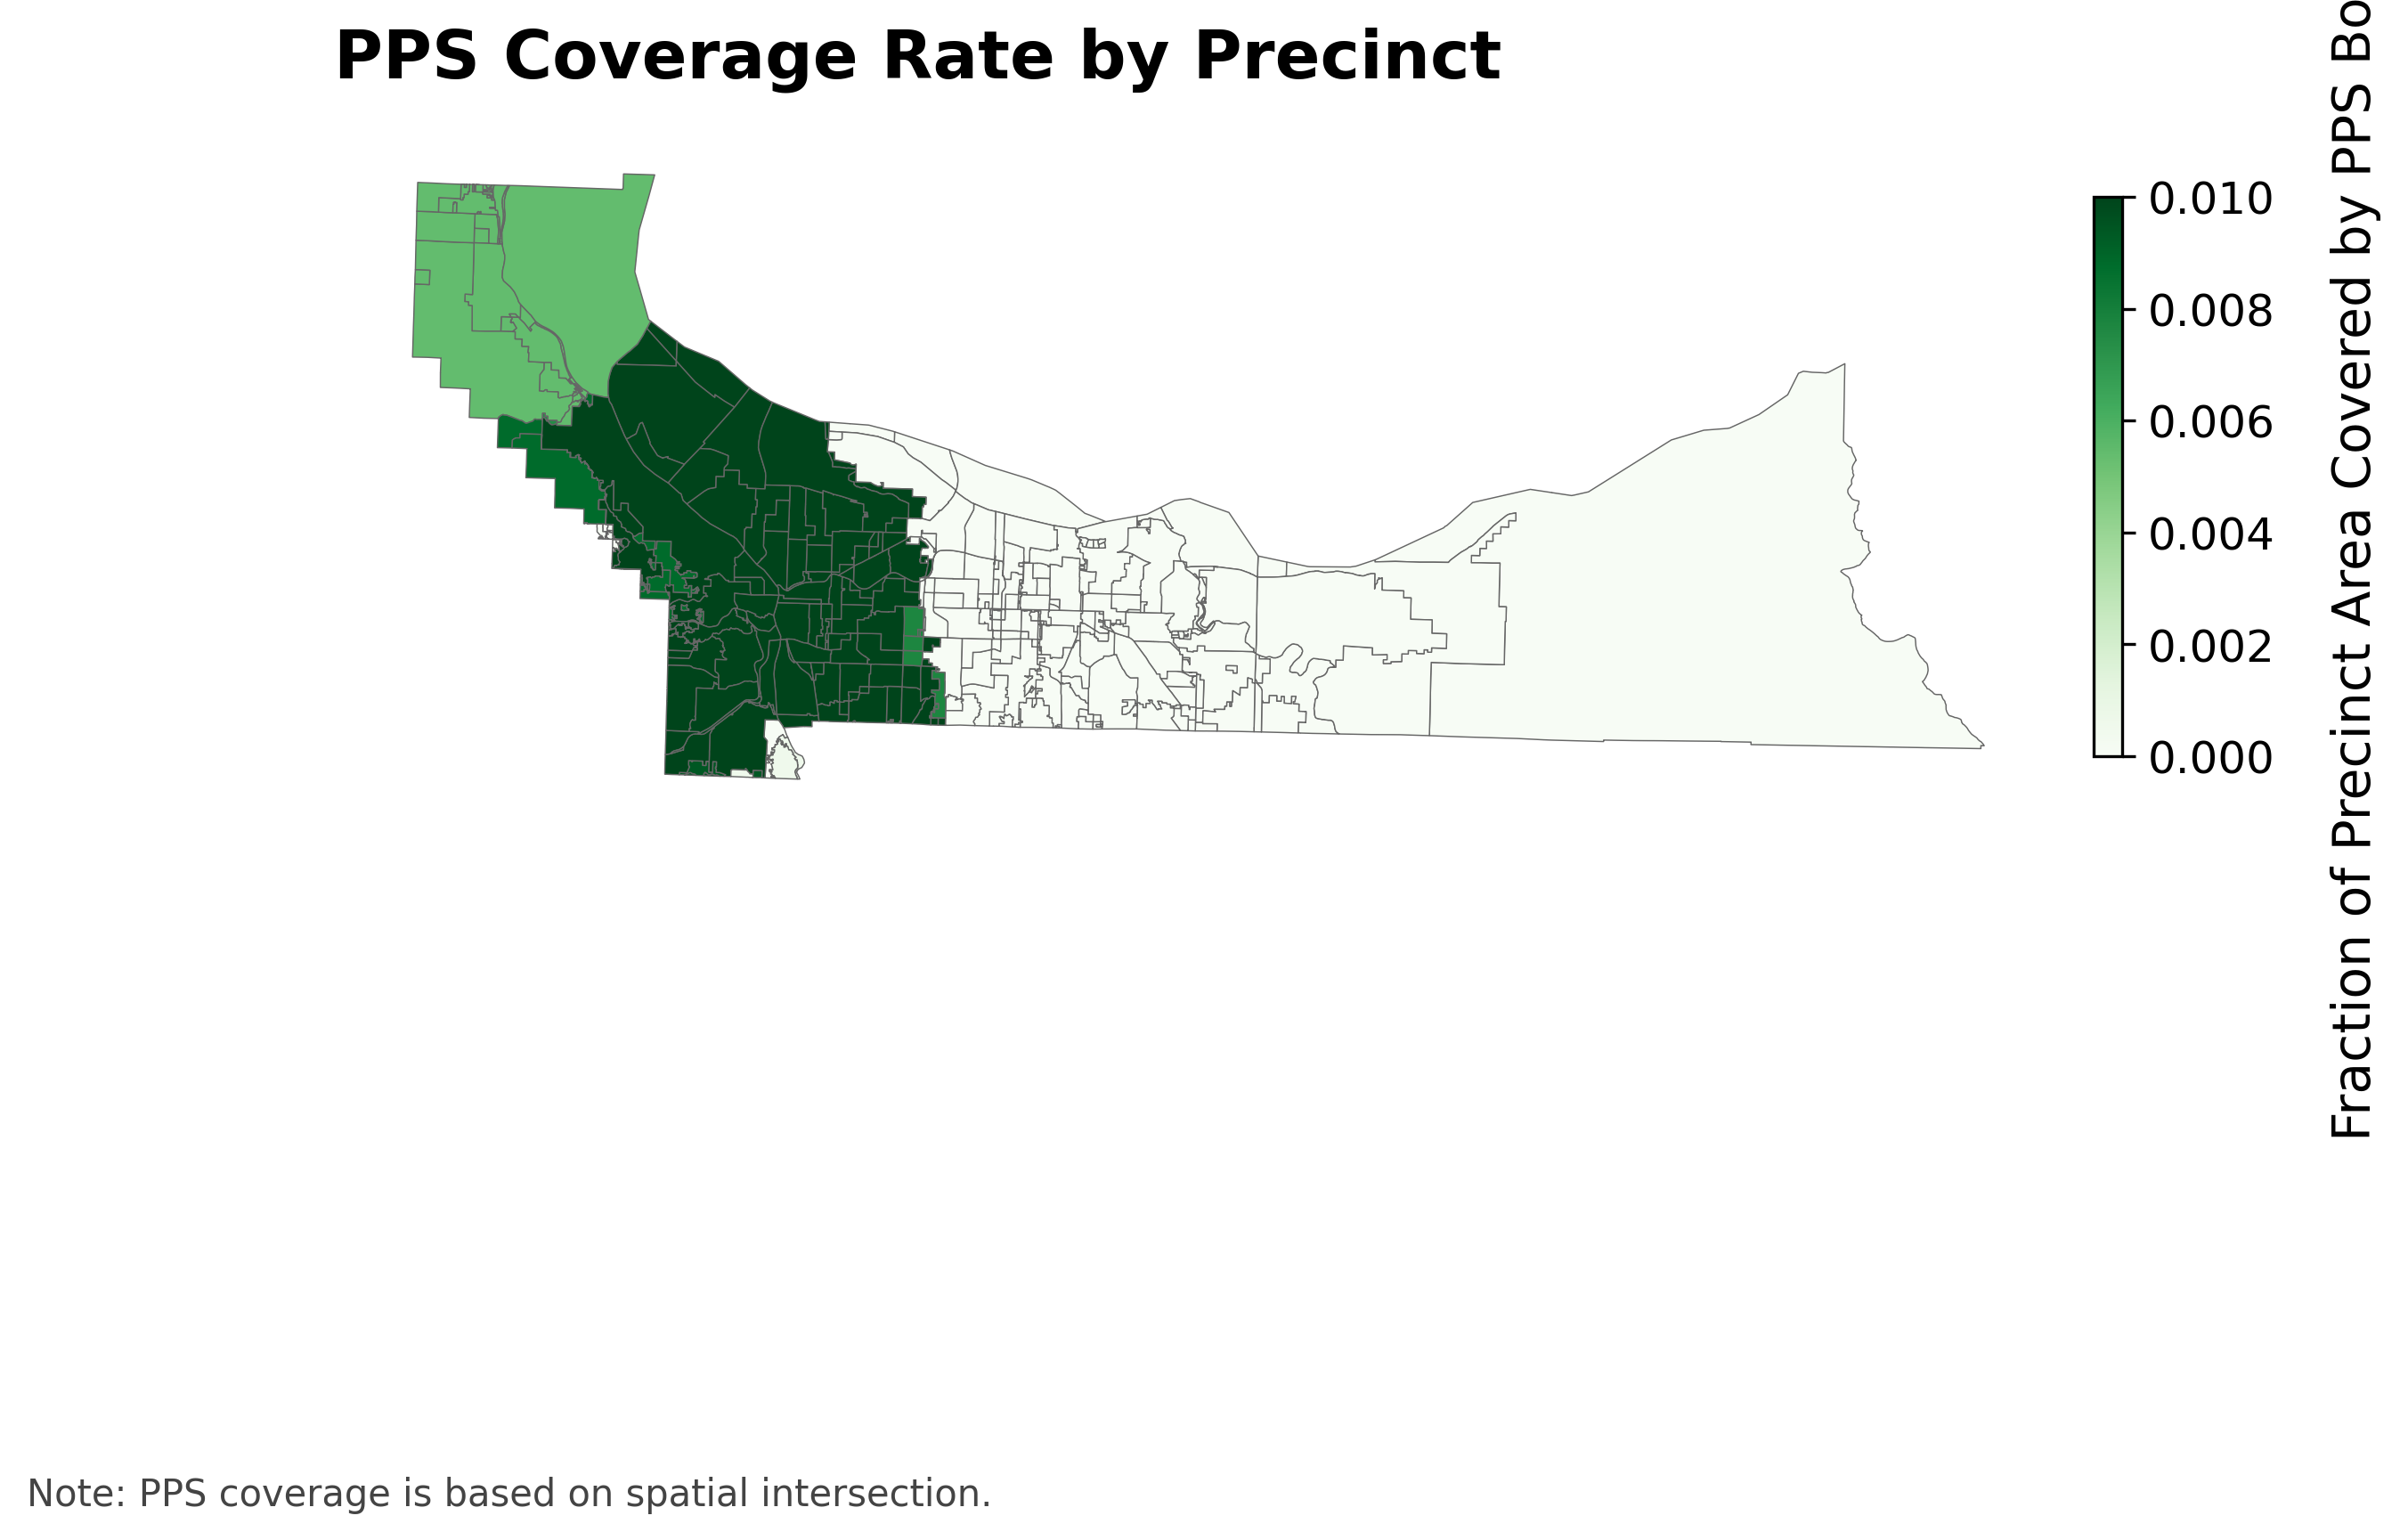 PPS Coverage Rate by Precinct
0.010
0.008
0.006
0.004
0.002
0.000
Fraction of Precinct Area Covered by PPS Bo
Note: PPS coverage is based on spatial intersection.